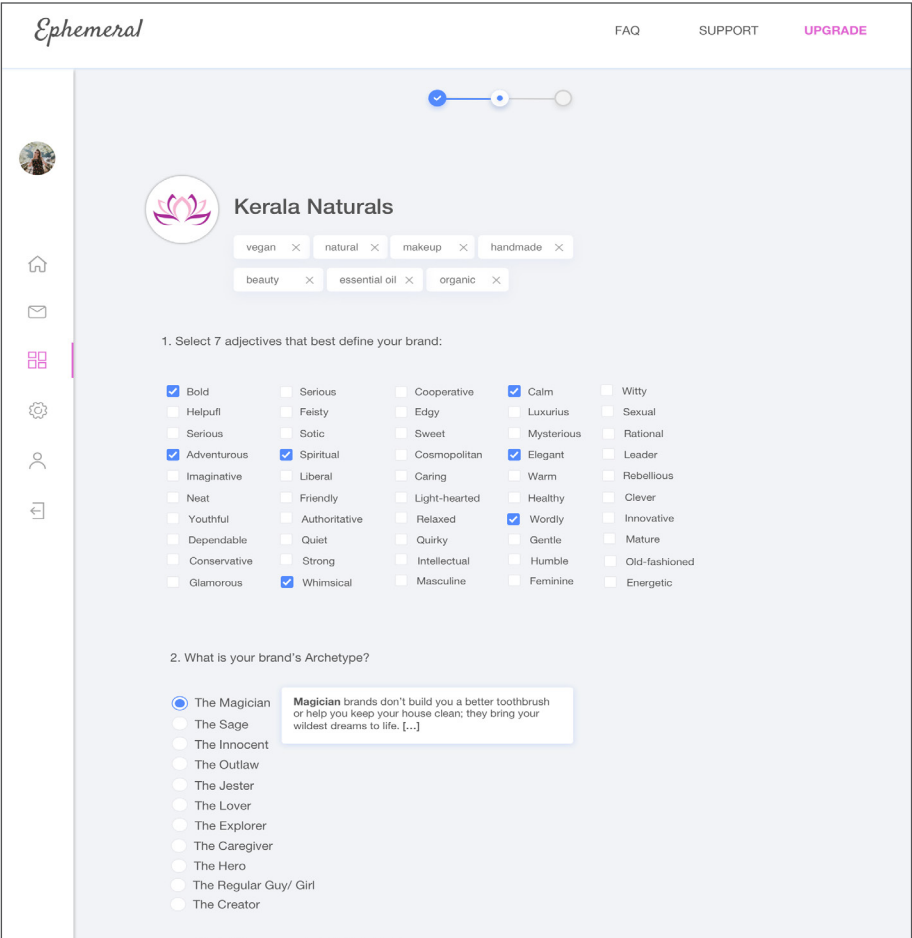 Ephemeral
FAQ SUPPORT UPGRADE
Kerala Naturals
vegan natural makeup handmade
beauty essential oil organic
1. Select 7 adjectives that best define your brand:
Bold Serious Cooperative Calm Witty
Helpufl Feisty Edgy Luxurius Sexual
Serious Sotic Sweet Mysterious Rational
Adventurous Spiritual Cosmopolitan Elegant Leader
Imaginative Liberal Caring Warm Rebellious
Neat Friendly Light-hearted Healthy Clever
Youthful Authoritative Relaxed Wordly Innovative
Dependable Quiet Quirky Gentle Mature
Conservative Strong Intellectual Humble Old-fashioned
Glamorous Whimsical Masculine Feminine Energetic
2. What is your brand's Archetype?
The Magician
Magician brands don't build you a better toothbrush
or help you keep your house clean; they bring your
wildest dreams to life. [...]
The Sage
The Innocent
The Outlaw
The Jester
The Lover
The Explorer
The Caregiver
The Hero
The Regular Guy/ Girl
The Creator